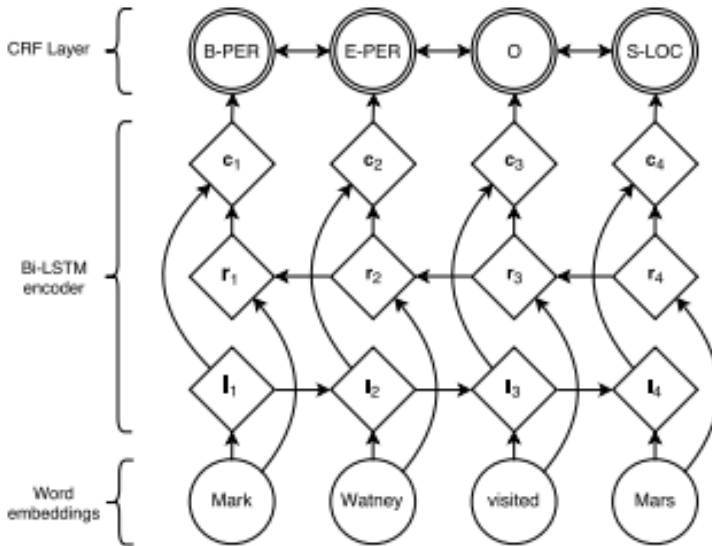 CRF Layer
B-PER
E-PER
O
S-LOC
c1
c2
c3
c4
Bi-LSTM
encoder
r1
r2
r3
r4
l1
l2
l3
l4
Word
embeddings
Mark
Watney
visited
Mars